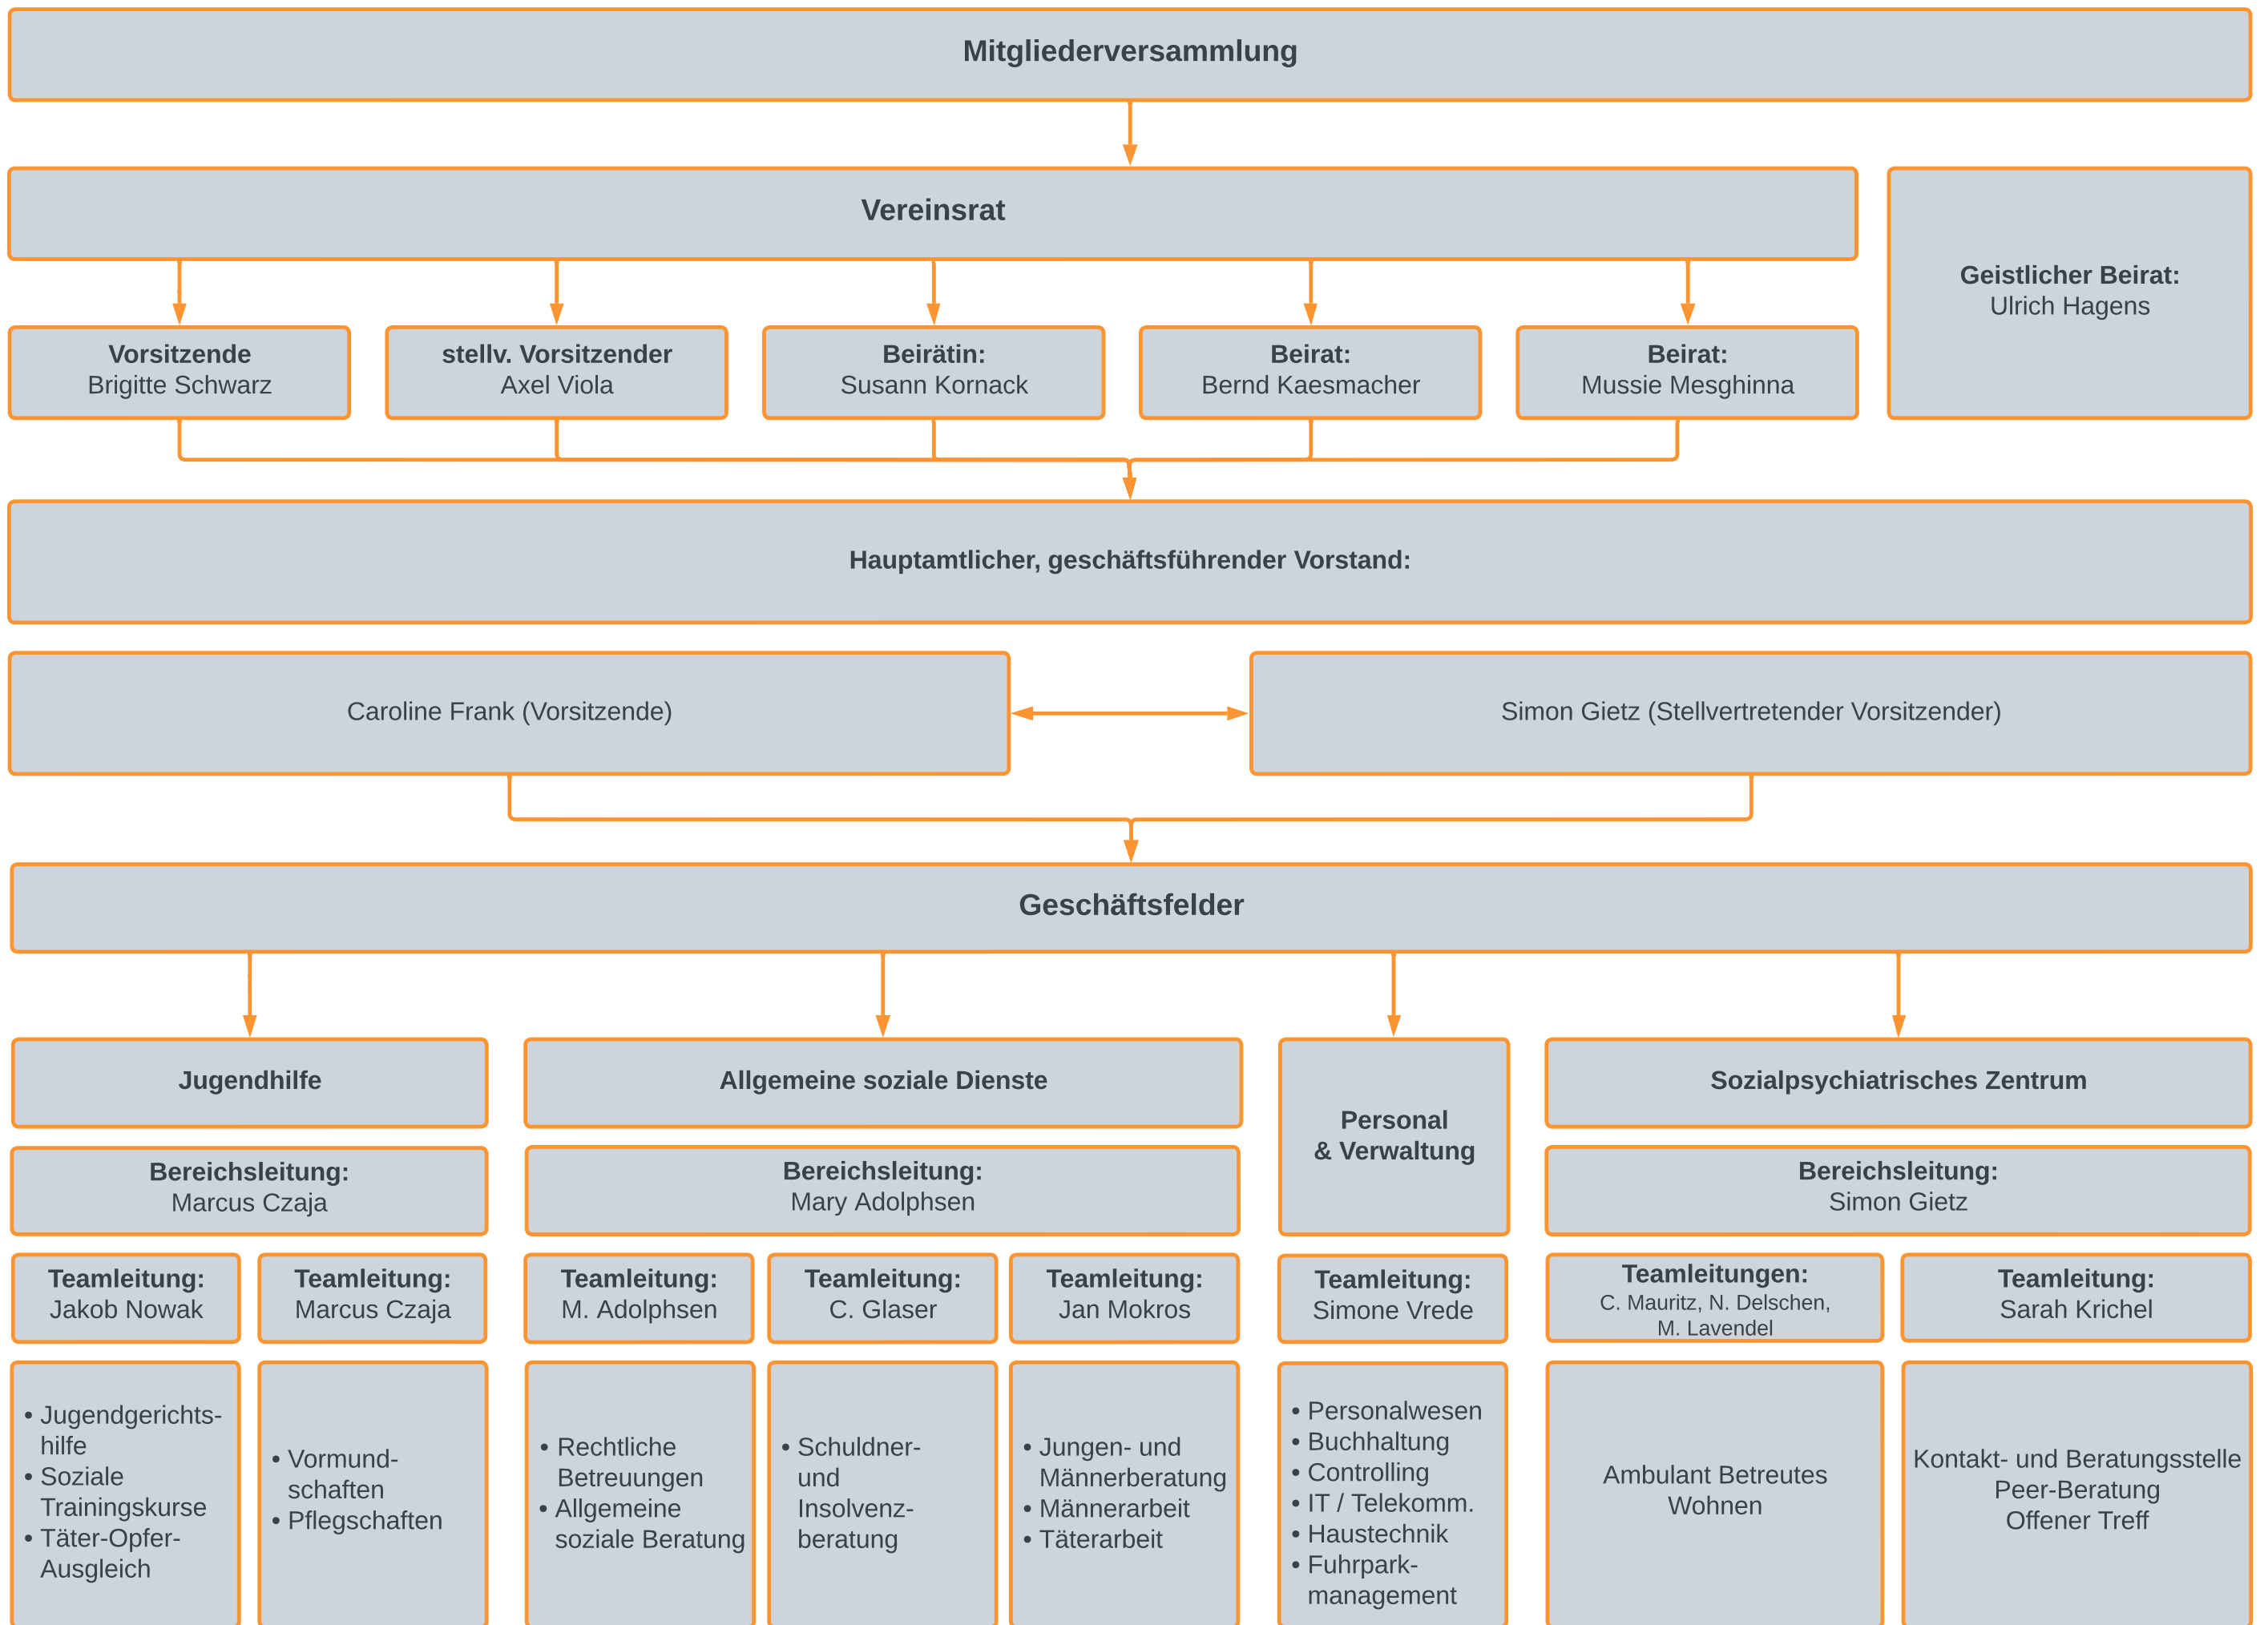 Mitgliederversammlung
Vereinsrat
Geistlicher Beirat:
Ulrich Hagens
Vorsitzende
Brigitte Schwarz
stellv. Vorsitzender
Axel Viola
Beirätin:
Susann Kornack
Beirat:
Bernd Kaesmacher
Beirat:
Mussie Mesghinna
Hauptamtlicher, geschäftsführender Vorstand:
Caroline Frank (Vorsitzende)
Simon Gietz (Stellvertretender Vorsitzender)
Geschäftsfelder
Jugendhilfe
Bereichsleitung:
Marcus Czaja
Teamleitung:
Jakob Nowak
• Jugendgerichts-
hilfe
• Soziale
Trainingskurse
• Täter-Opfer-
Ausgleich
Teamleitung:
Marcus Czaja
• Vormund-
schaften
• Pflegschaften
Allgemeine soziale Dienste
Bereichsleitung:
Mary Adolphsen
Teamleitung:
M. Adolphsen
• Rechtliche
Betreuungen
• Allgemeine
soziale Beratung
Teamleitung:
C. Glaser
• Schuldner-
und
Insolvenz-
beratung
Teamleitung:
Jan Mokros
• Jungen- und
Männerberatung
• Männerarbeit
• Täterarbeit
Personal
& Verwaltung
Teamleitung:
Simone Vrede
• Personalwesen
• Buchhaltung
• Controlling
• IT / Telekomm.
• Haustechnik
• Fuhrpark-
management
Sozialpsychiatrisches Zentrum
Bereichsleitung:
Simon Gietz
Teamleitungen:
C. Mauritz, N. Delschen,
M. Lavendel
Ambulant Betreutes
Wohnen
Teamleitung:
Sarah Krichel
Kontakt- und Beratungsstelle
Peer-Beratung
Offener Treff